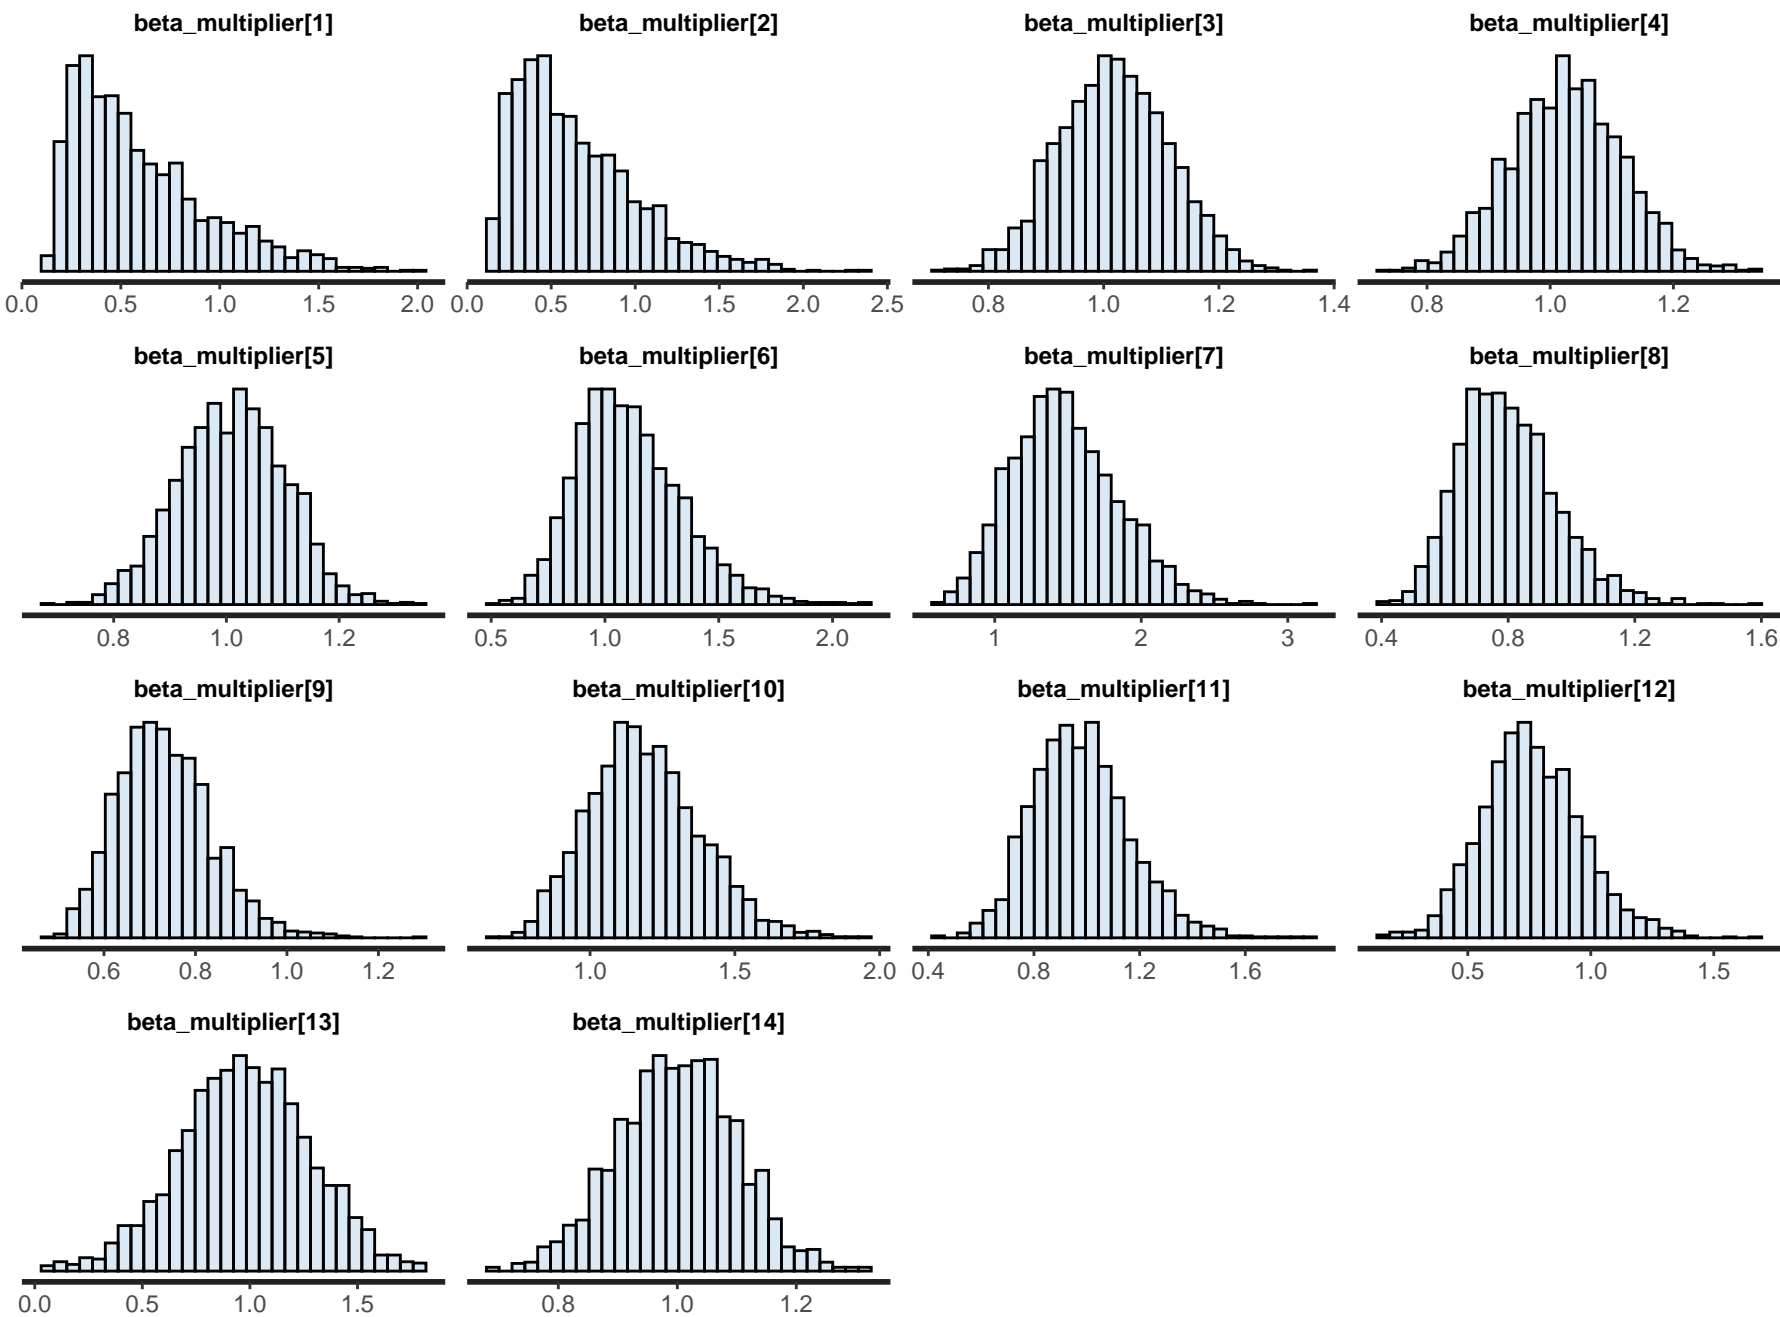 beta_multiplier[1] beta_multiplier[2] beta_multiplier[3] beta_multiplier[4]
0.0 0.5 1.0 1.5 2.0 0.0 0.5 1.0 1.5 2.0 2.5 0.8 1.0 1.2 1.4 0.8 1.0 1.2
beta_multiplier[5] beta_multiplier[6] beta_multiplier[7] beta_multiplier[8]
0.8 1.0 1.2 0.5 1.0 1.5 2.0 1 2 3 0.4 0.8 1.2 1.6
beta_multiplier[9] beta_multiplier[10] beta_multiplier[11] beta_multiplier[12]
0.6 0.8 1.0 1.2 1.0 1.5 2.0 0.4 0.8 1.2 1.6 0.5 1.0 1.5
beta_multiplier[13] beta_multiplier[14]
0.0 0.5 1.0 1.5 0.8 1.0 1.2